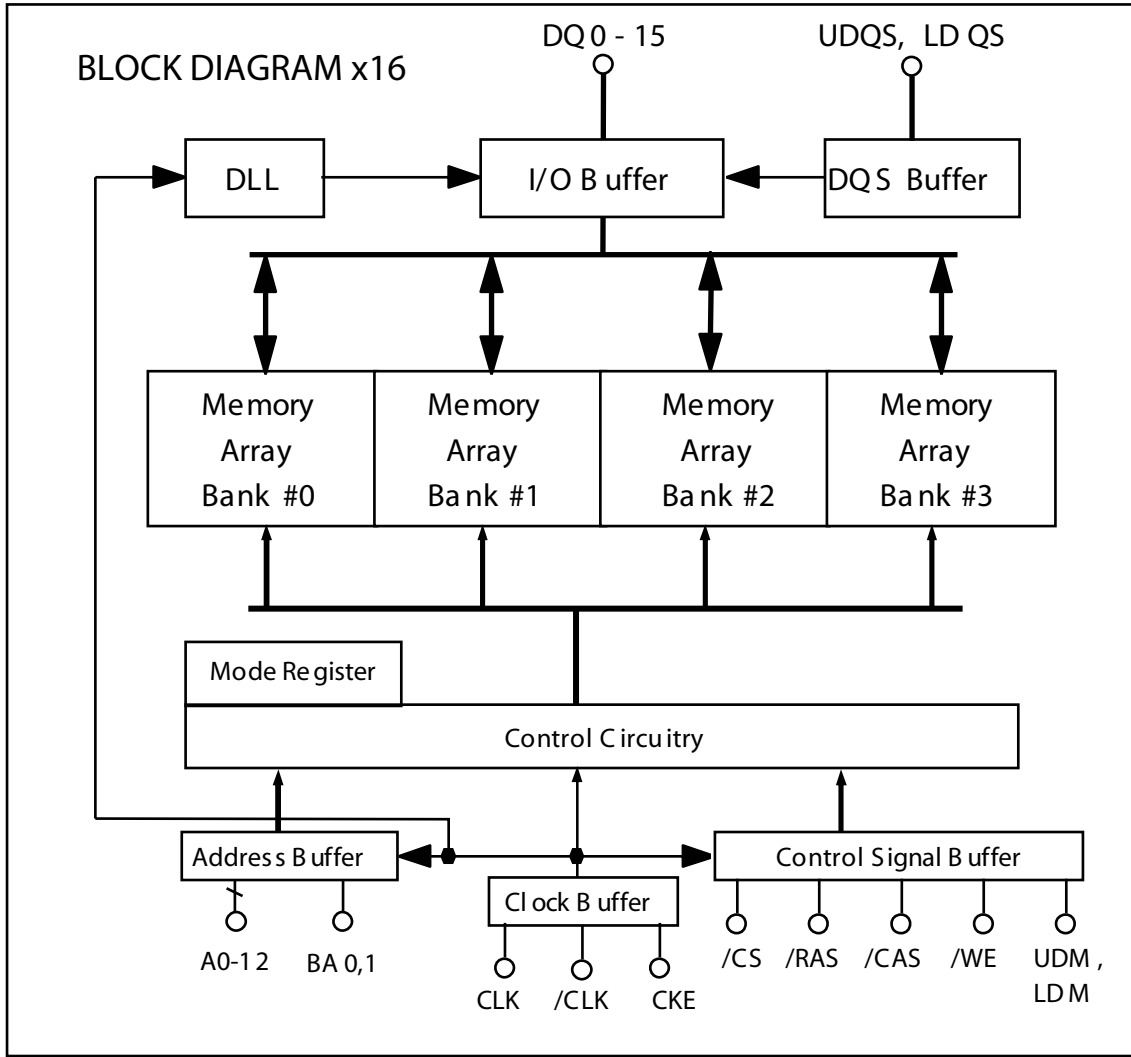 BLOCK DIAGRAM x16
DQ0 - 15
UDQS, LDQS
DLL
I/O Buffer
DQS Buffer
Memory
Array
Bank #0
Memory
Array
Bank #1
Memory
Array
Bank #2
Memory
Array
Bank #3
Mode Register
Control Circuitry
Address Buffer
Clock Buffer
Control Signal Buffer
A0-12
BA 0,1
CLK
/CLK
CKE
/CS
/RAS
/CAS
/WE
UDM,
LDM